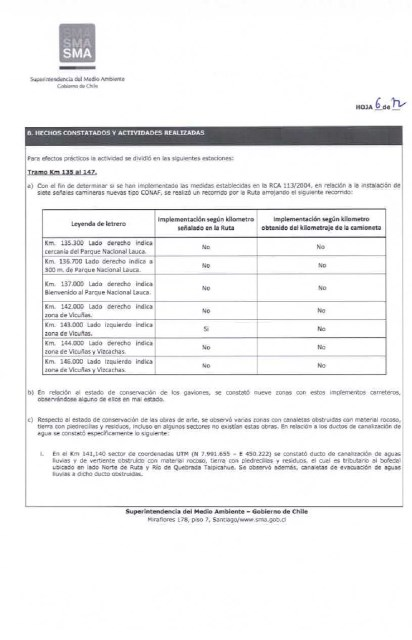 SMA
SMA
SMA
Superintendencia del Medio Ambiente
Gobierno de Chile
HOJA 6 de 12
8. HECHOS CONSTATADOS Y ACTIVIDADES REALIZADAS
Para efectos prácticos la actividad se dividió en las siguientes estaciones:
Tramo Km 135 al 147.
a) Con el fin de determinar si se han implementado las medidas establecidas en la RCA 113/2004, en relación a la instalación de
siete señales camineras nuevas tipo CONAF, se realizó un recorrido por la Ruta arrojando el siguiente recorrido:
Leyenda de letrero
Implementación según kilometro
señalado en la Ruta
Implementación según kilometro
obtenido del kilometraje de la camioneta
Km. 135.300 Lado derecho indica
cercanía del Parque Nacional Lauca.
No
No
Km. 136.700 Lado derecho indica a
300 m. de Parque Nacional Lauca.
No
No
Km. 137.000 Lado derecho indica
Bienvenido al Parque Nacional Lauca.
No
No
Km. 142.000 Lado derecho indica
zona de Vicuñas.
No
No
Km. 143.000 Lado izquierdo indica
zona de Vicuñas.
Si
No
Km. 144.000 Lado derecho indica
zona de Vicuñas y Vizcachas.
No
No
Km. 146.000 Lado izquierdo indica
zona de Vicuñas y Vizcachas.
No
No
b) En relación al estado de conservación de los gaviones, se constató nueve zonas con estos implementos carreteros,
observándose alguno de ellos en mal estado.
c) Respecto al estado de conservación de las obras de arte, se observó varias zonas con canaletas obstruidas con material rocoso,
tierra con piedrecillas y residuos, incluso en algunos sectores no existían estas obras. En relación a los ductos de canalización de
agua se constató específicamente lo siguiente:
i. En el Km 141,140 sector de coordenadas UTM (N 7.991.655 – E 450.222) se constató ducto de canalización de aguas
lluvias y de vertiente obstruido con material rocoso, tierra con piedrecillas y residuos, el cual es tributario al bofedal
ubicado en lado Norte de Ruta y Río de Quebrada Taipicahue. Se observó además, canaletas de evacuación de aguas
lluvias a dicho ducto obstruidas.
Superintendencia del Medio Ambiente – Gobierno de Chile
Miraflores 178, piso 7, Santiago/www.sma.gob.cl